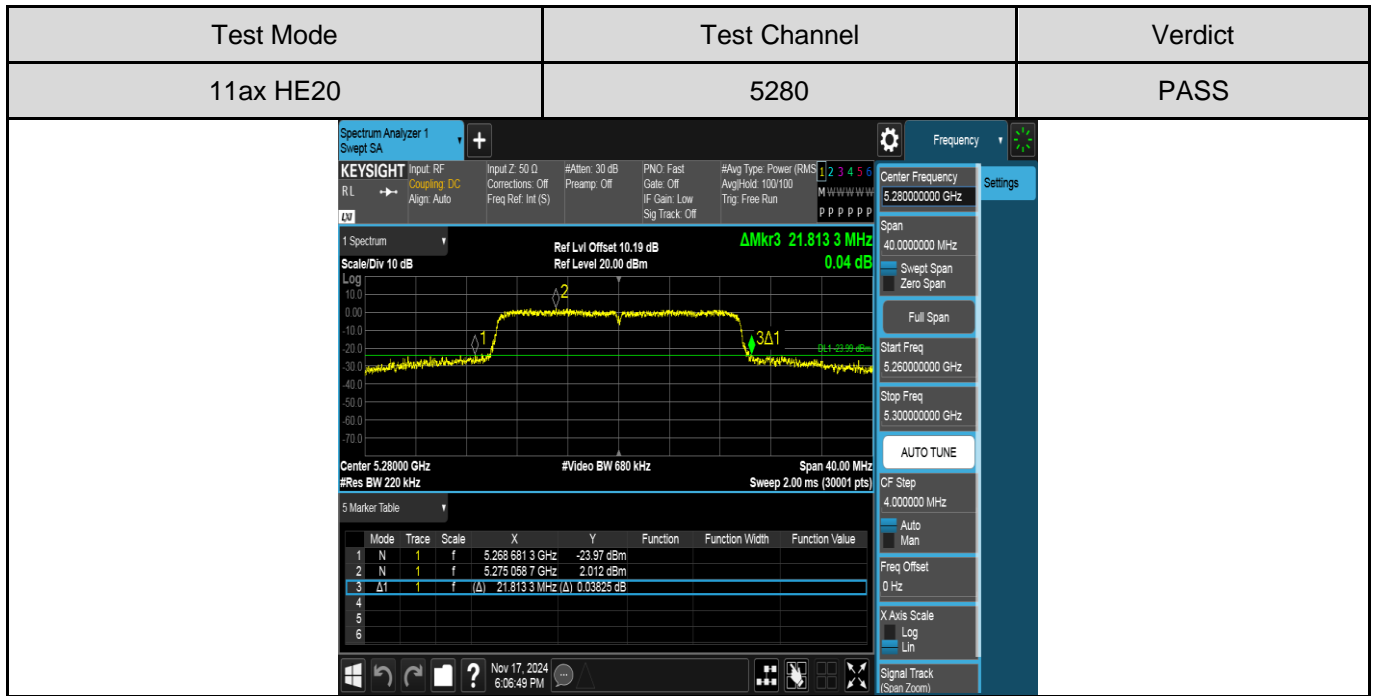 Test Mode Test Channel Verdict
11ax HE20 5280 PASS
Spectrum Analyzer 1
Swept SA
+
Frequency
KEYSIGHT Input: RF Input Z: 50 Ω #Atten: 30 dB PNO: Fast #Avg Type: Power (RMS 1 2 3 4 5 6
RL Coupling: DC Corrections: Off Preamp: Off Gate: Off Avg|Hold: 100/100 M W W W W W
Align: Auto Freq Ref: Int (S) IF Gain: Low Trig: Free Run
LXI Sig Track: Off P P P P P P
Center Frequency
5.280000000 GHz
Settings
Span
40.0000000 MHz
Swept Span
Zero Span
Full Span
Start Freq
5.260000000 GHz
Stop Freq
5.300000000 GHz
AUTO TUNE
CF Step
4.000000 MHz
Auto
Man
Freq Offset
0 Hz
X Axis Scale
Log
Lin
Signal Track
(Span Zoom)
1 Spectrum
Ref Lvl Offset 10.19 dB ΔMkr3 21.813 3 MHz
Scale/Div 10 dB Ref Level 20.00 dBm 0.04 dB
Log
10.0
0.00
-10.0
-20.0
-30.0
-40.0
-50.0
-60.0
-70.0
2
1
3Δ1
DL1 -23.99 dBm
Center 5.28000 GHz #Video BW 680 kHz Span 40.00 MHz
#Res BW 220 kHz Sweep 2.00 ms (30001 pts)
5 Marker Table
Mode Trace Scale X Y Function Function Width Function Value
1 N 1 f 5.268 681 3 GHz -23.97 dBm
2 N 1 f 5.275 058 7 GHz 2.012 dBm
3 Δ1 1 f (Δ) 21.813 3 MHz (Δ) 0.03825 dB
4
5
6
? Nov 17, 2024
6:06:49 PM